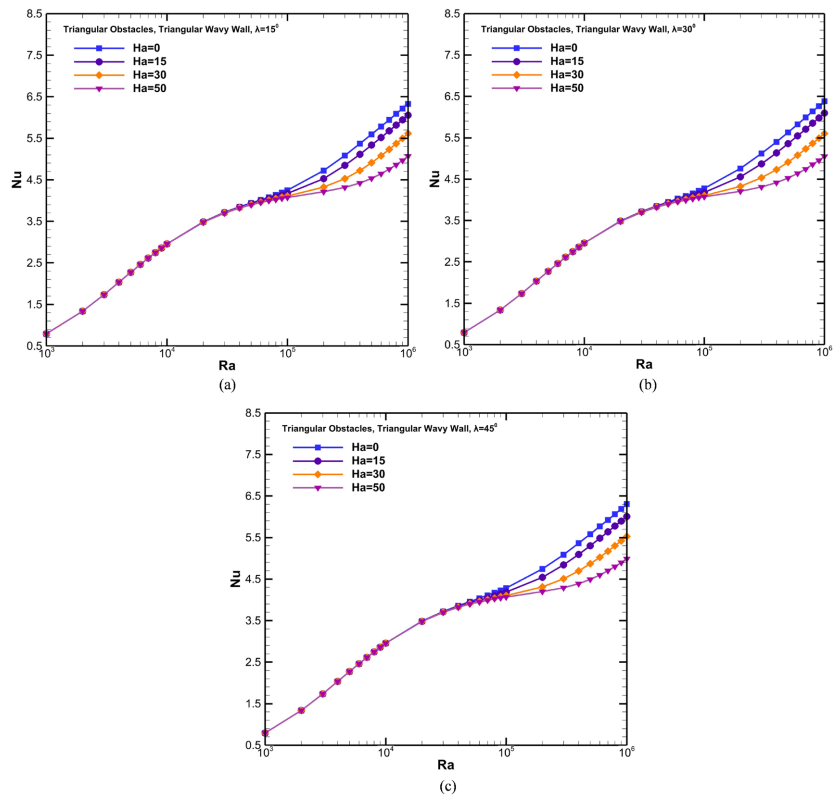 Triangular Obstacles, Triangular Wavy Wall, λ=15⁰
Ha=0
Ha=15
Ha=30
Ha=50
Nu
8.5
7.5
6.5
5.5
4.5
3.5
2.5
1.5
0.5
10³ 10⁴ 10⁵ 10⁶
Ra
(a)
Triangular Obstacles, Triangular Wavy Wall, λ=30⁰
Ha=0
Ha=15
Ha=30
Ha=50
Nu
8.5
7.5
6.5
5.5
4.5
3.5
2.5
1.5
0.5
10³ 10⁴ 10⁵ 10⁶
Ra
(b)
Triangular Obstacles, Triangular Wavy Wall, λ=45⁰
Ha=0
Ha=15
Ha=30
Ha=50
Nu
8.5
7.5
6.5
5.5
4.5
3.5
2.5
1.5
0.5
10³ 10⁴ 10⁵ 10⁶
Ra
(c)